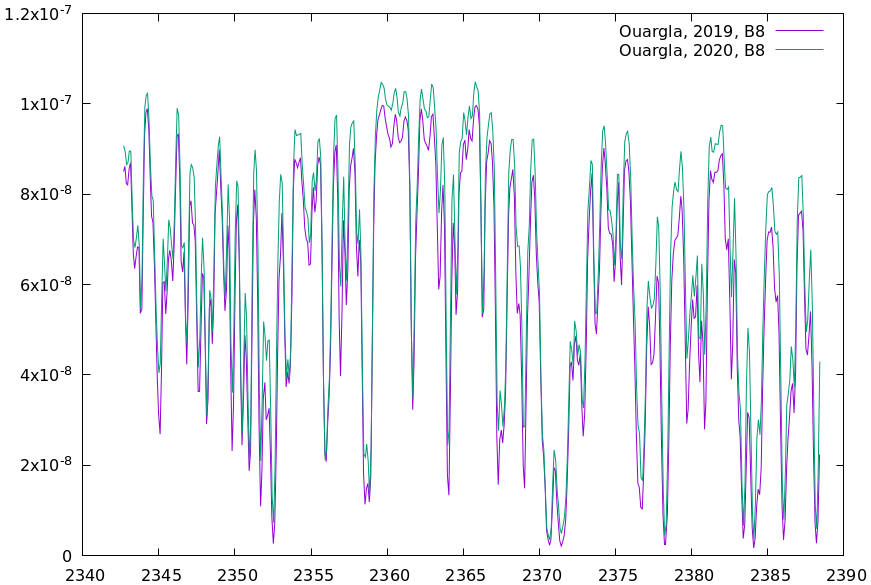 1.2x10-7
1x10-7
8x10-8
6x10-8
4x10-8
2x10-8
0
2340 2345 2350 2355 2360 2365 2370 2375 2380 2385 2390
Ouargla, 2019, B8
Ouargla, 2020, B8